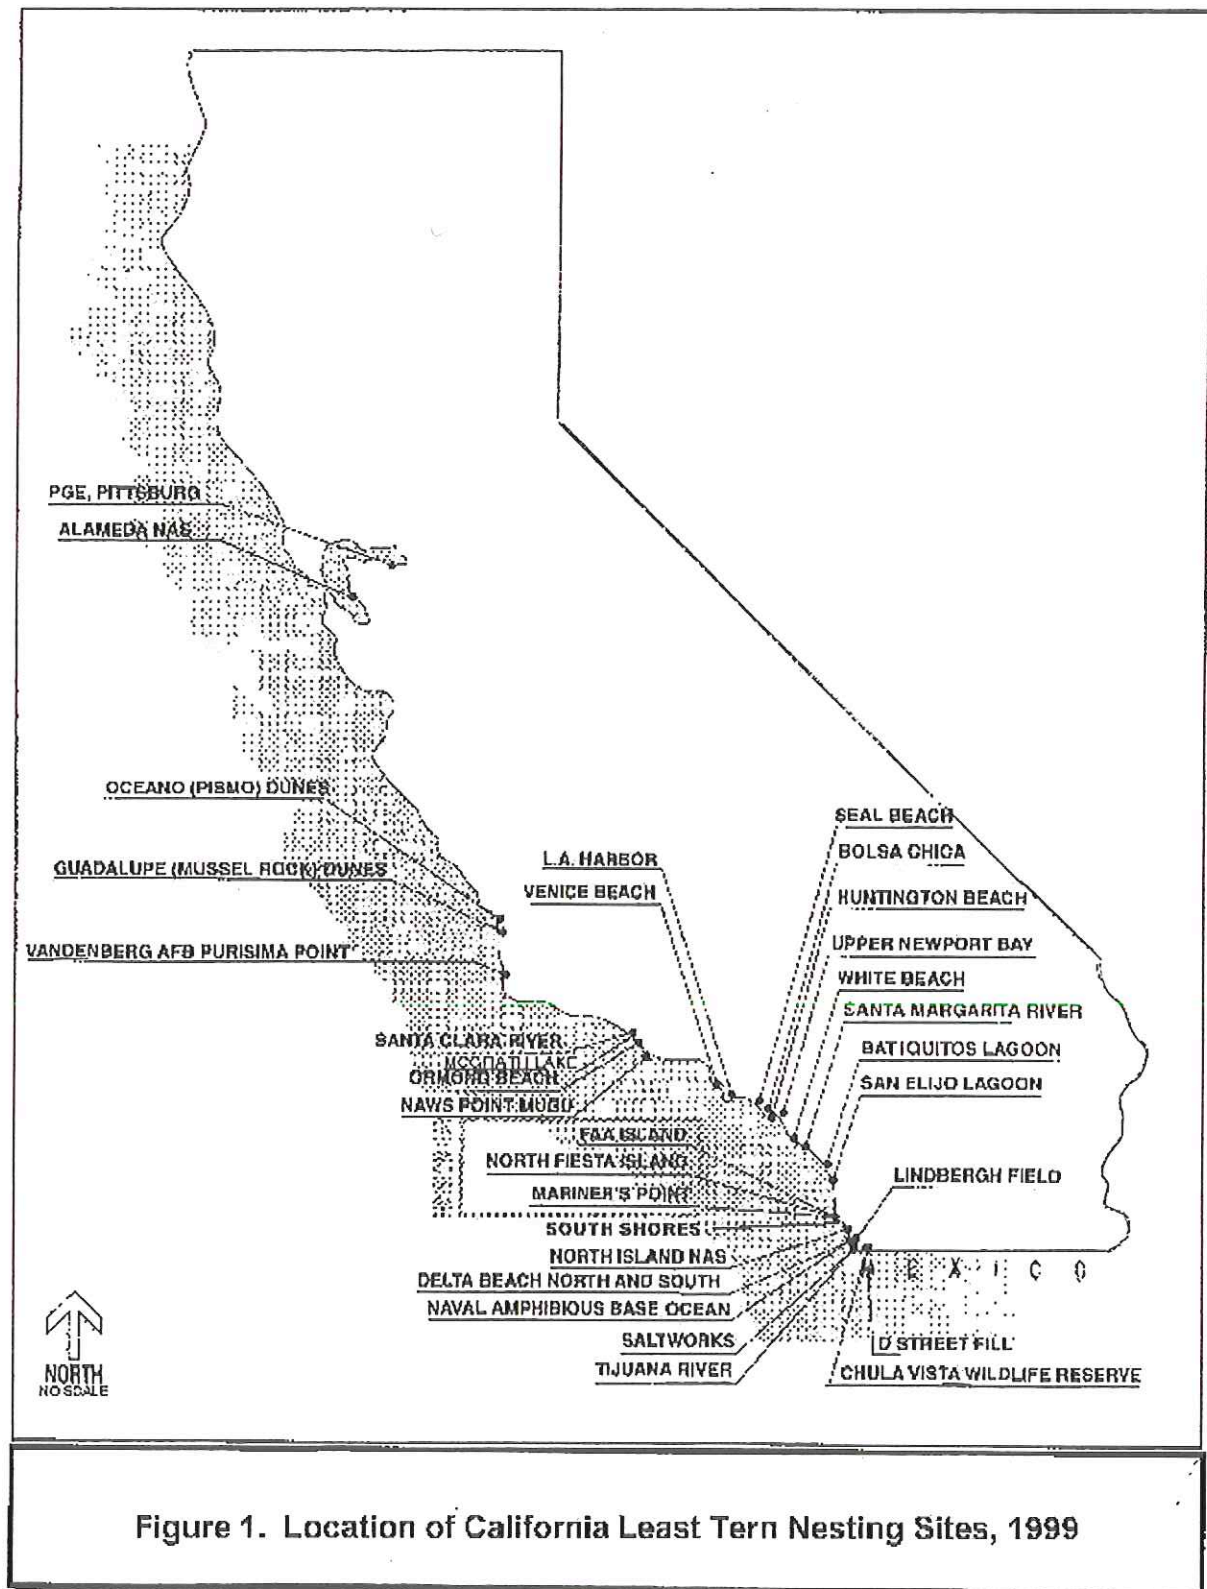 PGE, PITTSBURG
ALAMEDA NAS
OCEANO (PISMO) DUNES
GUADALUPE (MUSSEL ROCK) DUNES
VANDENBERG AFB PURISIMA POINT
SANTA CLARA RIVER
MCGRATH LAKE
ORMOND BEACH
NAWS POINT MUGU
L.A. HARBOR
VENICE BEACH
SEAL BEACH
BOLSA CHICA
HUNTINGTON BEACH
UPPER NEWPORT BAY
WHITE BEACH
SANTA MARGARITA RIVER
BATIQUITOS LAGOON
SAN ELIJO LAGOON
LINDBERGH FIELD
FAA ISLAND
NORTH FIESTA ISLAND
MARINER'S POINT
SOUTH SHORES
NORTH ISLAND NAS
DELTA BEACH NORTH AND SOUTH
NAVAL AMPHIBIOUS BASE OCEAN
SALTWORKS
TIJUANA RIVER
MEXICO
D STREET FILL
CHULA VISTA WILDLIFE RESERVE
NORTH
NO SCALE
Figure 1. Location of California Least Tern Nesting Sites, 1999